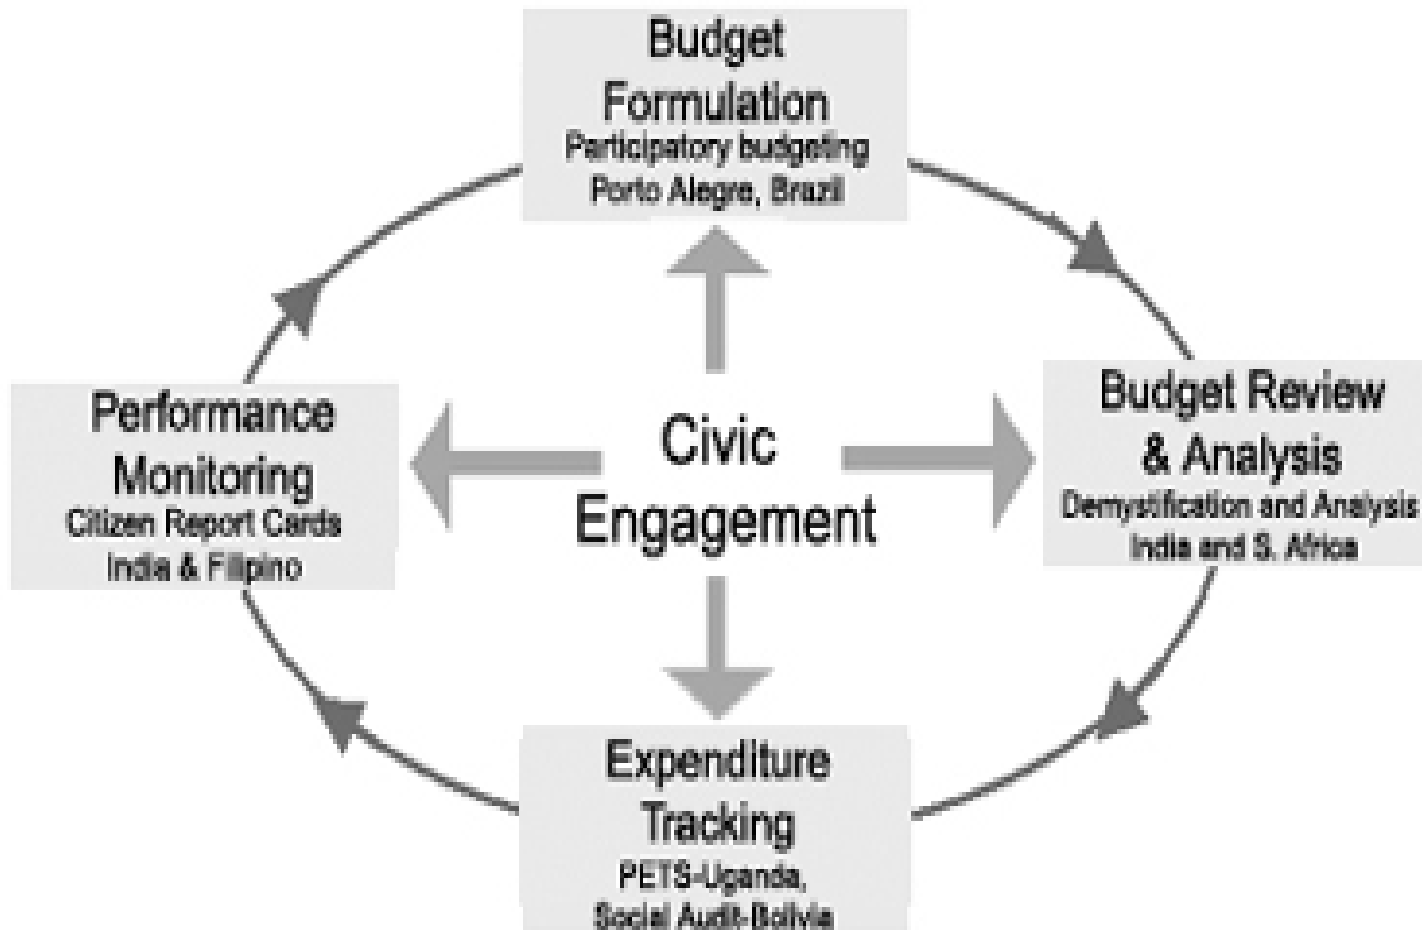 Budget
Formulation
Participatory budgeting
Porto Alegre, Brazil
Performance
Monitoring
Citizen Report Cards
India & Filipino
Civic
Engagement
Budget Review
& Analysis
Demystification and Analysis
India and S. Africa
Expenditure
Tracking
PETS-Uganda,
Social Audit-Bolivia